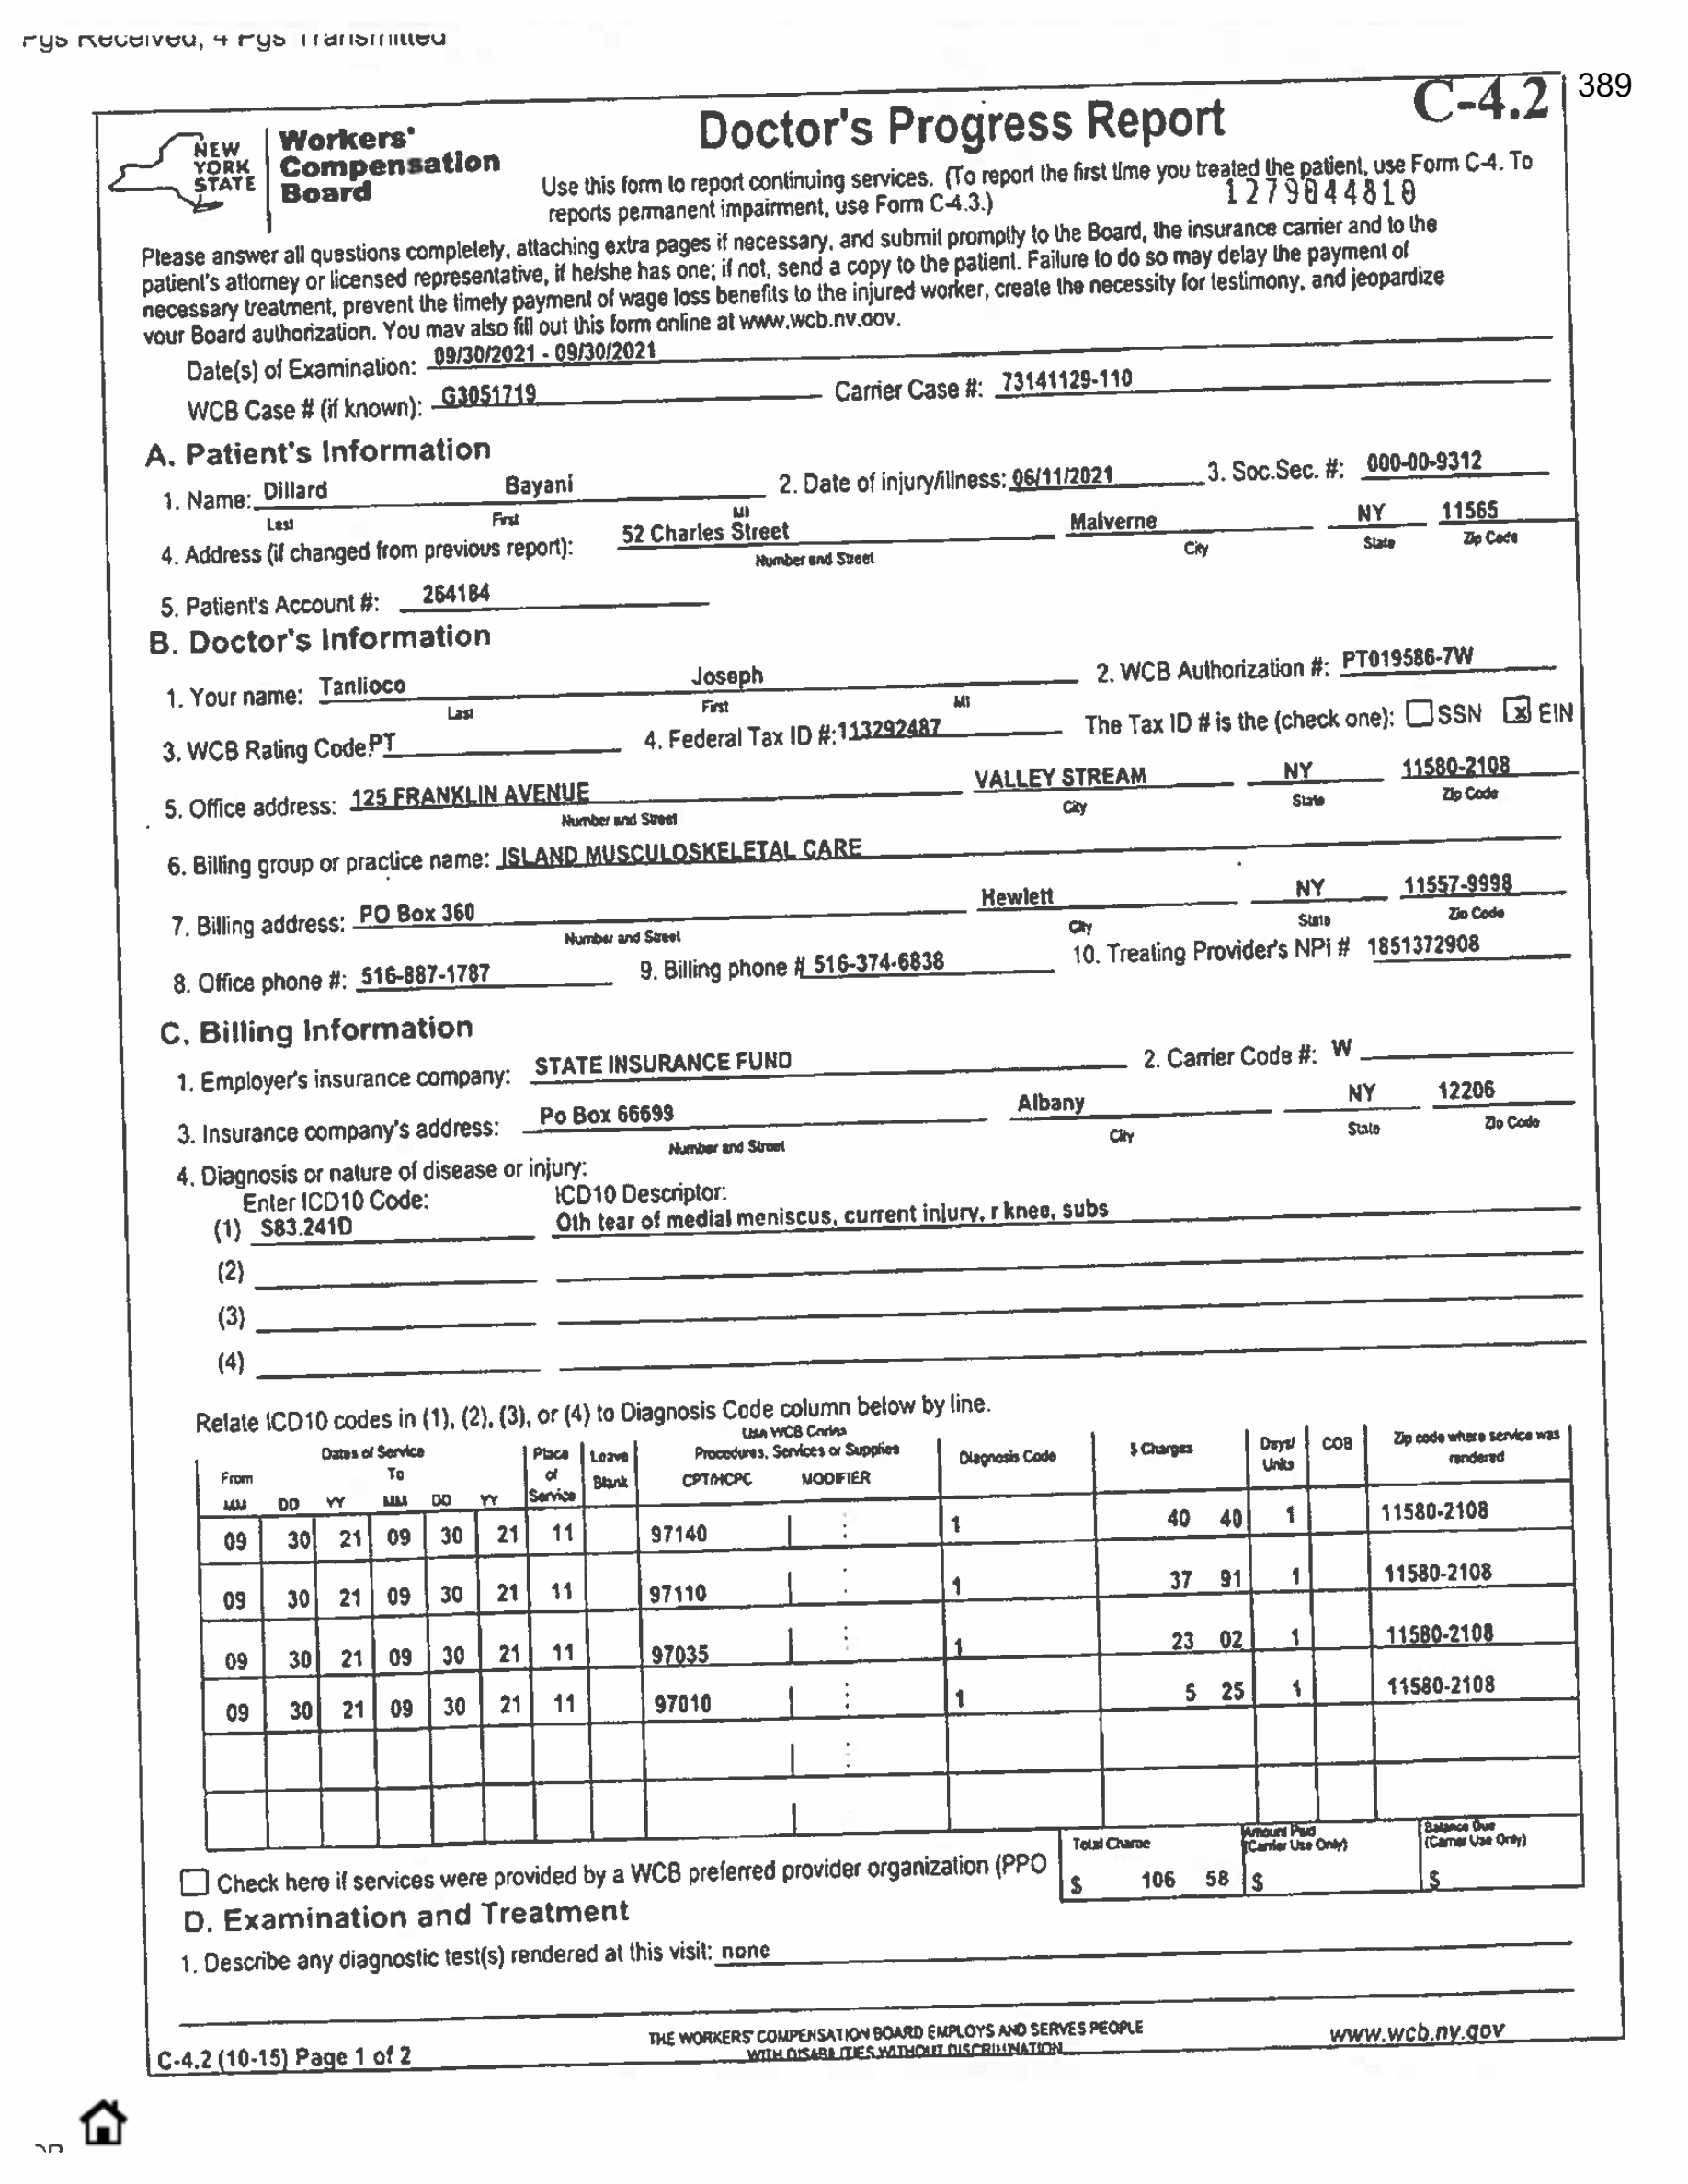 Pgs Received, 4 Pgs Transmitted
C-4.2 389
NEW YORK STATE
Workers' Compensation Board
Doctor's Progress Report
Use this form to report continuing services. (To report the first time you treated the patient, use Form C-4. To
reports permanent impairment, use Form C-4.3.)
1279044810
Please answer all questions completely, attaching extra pages if necessary, and submit promptly to the Board, the insurance carrier and to the
patient's attorney or licensed representative, if he/she has one; if not, send a copy to the patient. Failure to do so may delay the payment of
necessary treatment, prevent the timely payment of wage loss benefits to the injured worker, create the necessity for testimony, and jeopardize
your Board authorization. You may also fill out this form online at www.wcb.ny.gov.
Date(s) of Examination: 09/30/2021 - 09/30/2021
WCB Case # (if known): G3051719 Carrier Case #: 73141129-110
A. Patient's Information
1. Name: Dillard Bayani 2. Date of injury/illness: 06/11/2021 3. Soc.Sec. #: 000-00-9312
Last First MI
4. Address (if changed from previous report): 52 Charles Street Malverne NY 11565
Number and Street City State Zip Code
5. Patient's Account #: 264184
B. Doctor's Information
1. Your name: Tanlioco Joseph 2. WCB Authorization #: PT019586-7W
Last First MI
3. WCB Rating Code: PT 4. Federal Tax ID #: 113292487 The Tax ID # is the (check one): SSN x EIN
5. Office address: 125 FRANKLIN AVENUE VALLEY STREAM NY 11580-2108
Number and Street City State Zip Code
6. Billing group or practice name: ISLAND MUSCULOSKELETAL CARE
7. Billing address: PO Box 360 Hewlett NY 11557-9998
Number and Street City State Zip Code
8. Office phone #: 516-887-1787 9. Billing phone # 516-374-6838 10. Treating Provider's NPI # 1851372908
C. Billing Information
1. Employer's insurance company: STATE INSURANCE FUND 2. Carrier Code #: W
3. Insurance company's address: Po Box 66699 Albany NY 12206
Number and Street City State Zip Code
4. Diagnosis or nature of disease or injury:
Enter ICD10 Code: ICD10 Descriptor:
(1) S83.241D Oth tear of medial meniscus, current injury, r knee, subs
(2)
(3)
(4)
Relate ICD10 codes in (1), (2), (3), or (4) to Diagnosis Code column below by line.
Dates of Service Place of Service Leave Blank Use WCB Codes Procedures, Services or Supplies Diagnosis Code $ Charges Days/ Units COB Zip code where service was rendered
From To CPT/HCPC MODIFIER
MM DD YY MM DD YY
09 30 21 09 30 21 11 97140 1 40 40 1 11580-2108
09 30 21 09 30 21 11 97110 1 37 91 1 11580-2108
09 30 21 09 30 21 11 97035 1 23 02 1 11580-2108
09 30 21 09 30 21 11 97010 1 5 25 1 11580-2108
Total Charge Amount Paid (Carrier Use Only) Balance Due (Carrier Use Only)
Check here if services were provided by a WCB preferred provider organization (PPO $ 106 58 $ $
D. Examination and Treatment
1. Describe any diagnostic test(s) rendered at this visit: none
THE WORKERS' COMPENSATION BOARD EMPLOYS AND SERVES PEOPLE
WITH DISABILITIES WITHOUT DISCRIMINATION
C-4.2 (10-15) Page 1 of 2 www.wcb.ny.gov